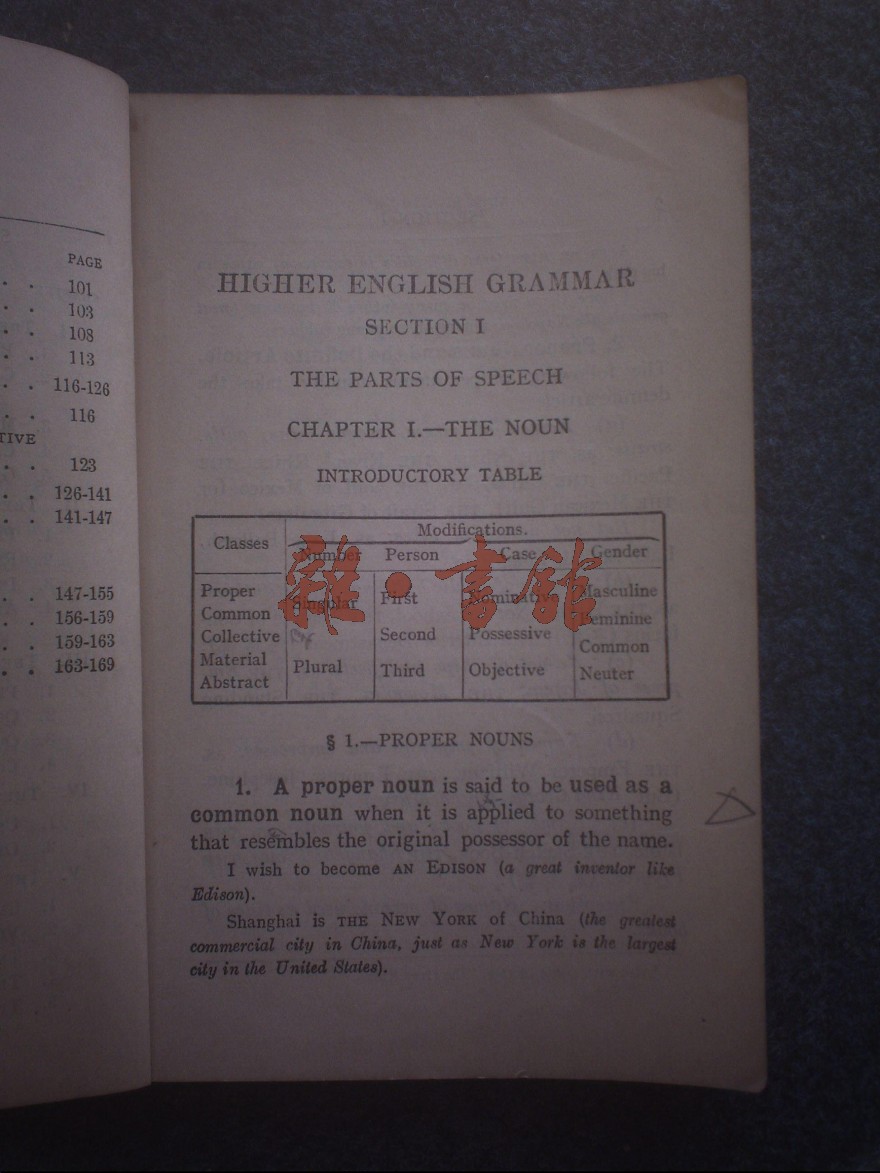 PAGE
. . 101
. . 103
. . 108
. . 113
. . 116-126
. . 116
TIVE
. . 123
. . 126-141
. . 141-147
. . 147-155
. . 156-159
. . 159-163
. . 163-169
HIGHER ENGLISH GRAMMAR
SECTION I
THE PARTS OF SPEECH
CHAPTER I.—THE NOUN
INTRODUCTORY TABLE
Classes Modifications.
Number Person Case Gender
Proper Singular First Nominative Masculine
Common Feminine
Collective Second Possessive Common
Material Plural Third Objective Neuter
Abstract
雜·書館
§ 1.—PROPER NOUNS
1. A proper noun is said to be used as a
common noun when it is applied to something
that resembles the original possessor of the name.
I wish to become AN EDISON (a great inventor like
Edison).
Shanghai is THE NEW YORK of China (the greatest
commercial city in China, just as New York is the largest
city in the United States).